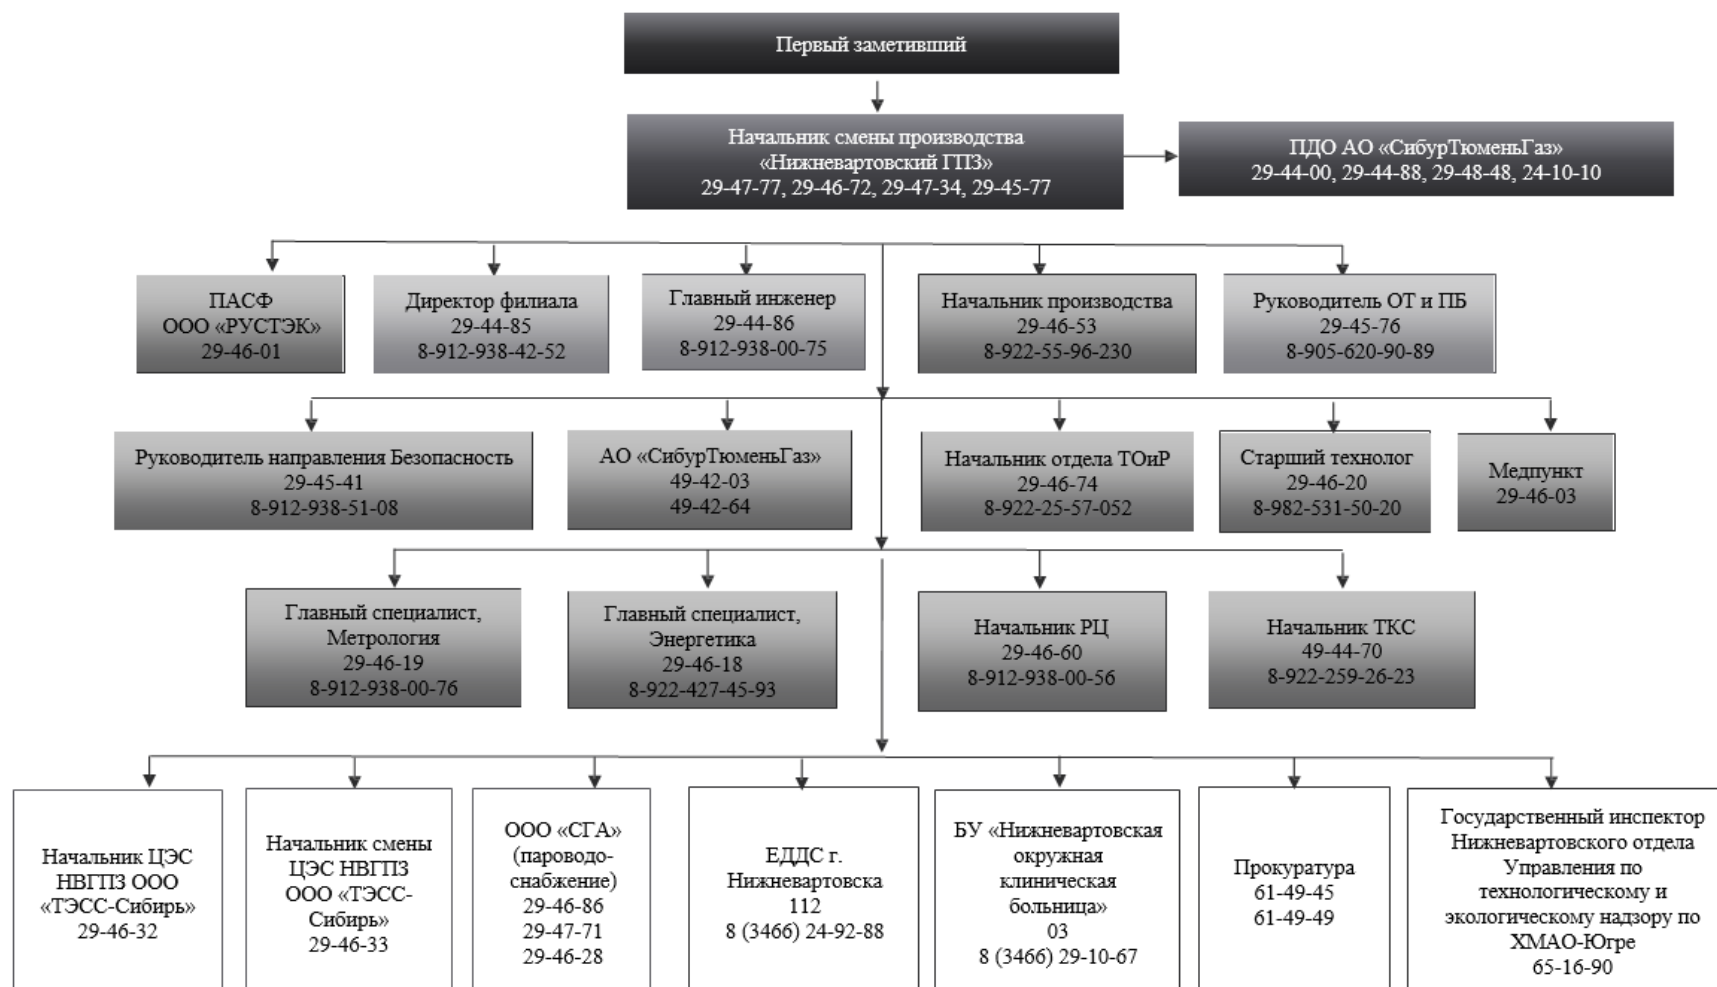 Первый заметивший
Начальник смены производства
«Нижневартовский ГПЗ»
29-47-77, 29-46-72, 29-47-34, 29-45-77
ПДО АО «СибурТюменьГаз»
29-44-00, 29-44-88, 29-48-48, 24-10-10
ПАСФ
ООО «РУСТЭК»
29-46-01
Директор филиала
29-44-85
8-912-938-42-52
Главный инженер
29-44-86
8-912-938-00-75
Начальник производства
29-46-53
8-922-55-96-230
Руководитель ОТ и ПБ
29-45-76
8-905-620-90-89
Руководитель направления Безопасность
29-45-41
8-912-938-51-08
АО «СибурТюменьГаз»
49-42-03
49-42-64
Начальник отдела ТОиР
29-46-74
8-922-25-57-052
Старший технолог
29-46-20
8-982-531-50-20
Медпункт
29-46-03
Главный специалист,
Метрология
29-46-19
8-912-938-00-76
Главный специалист,
Энергетика
29-46-18
8-922-427-45-93
Начальник РЦ
29-46-60
8-912-938-00-56
Начальник ТКС
49-44-70
8-922-259-26-23
Начальник ЦЭС
НВГПЗ ООО
«ТЭСС-Сибирь»
29-46-32
Начальник смены
ЦЭС НВГПЗ
ООО «ТЭСС-
Сибирь»
29-46-33
ООО «СГА»
(пароводо-
снабжение)
29-46-86
29-47-71
29-46-28
ЕДДС г.
Нижневартовска
112
8 (3466) 24-92-88
БУ «Нижневартовская
окружная
клиническая
больница»
03
8 (3466) 29-10-67
Прокуратура
61-49-45
61-49-49
Государственный инспектор
Нижневартовского отдела
Управления по
технологическому и
экологическому надзору по
ХМАО-Югре
65-16-90